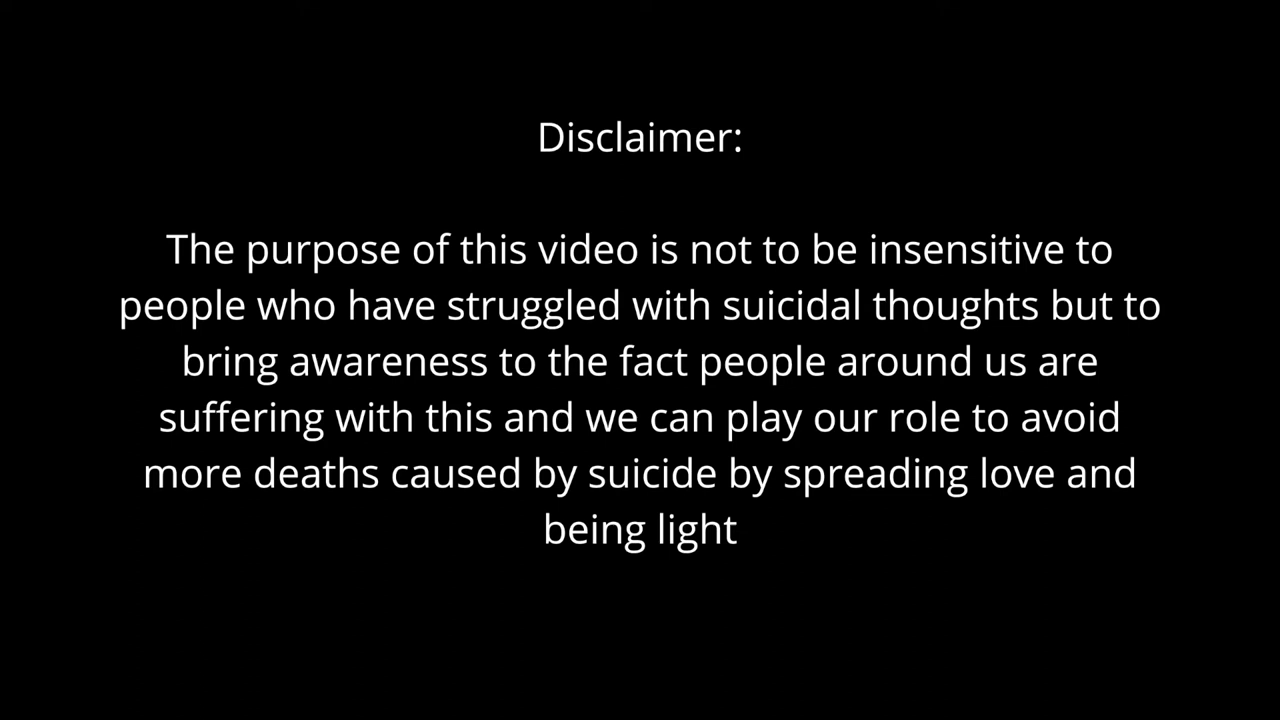 Disclaimer:
The purpose of this video is not to be insensitive to
people who have struggled with suicidal thoughts but to
bring awareness to the fact people around us are
suffering with this and we can play our role to avoid
more deaths caused by suicide by spreading love and
being light